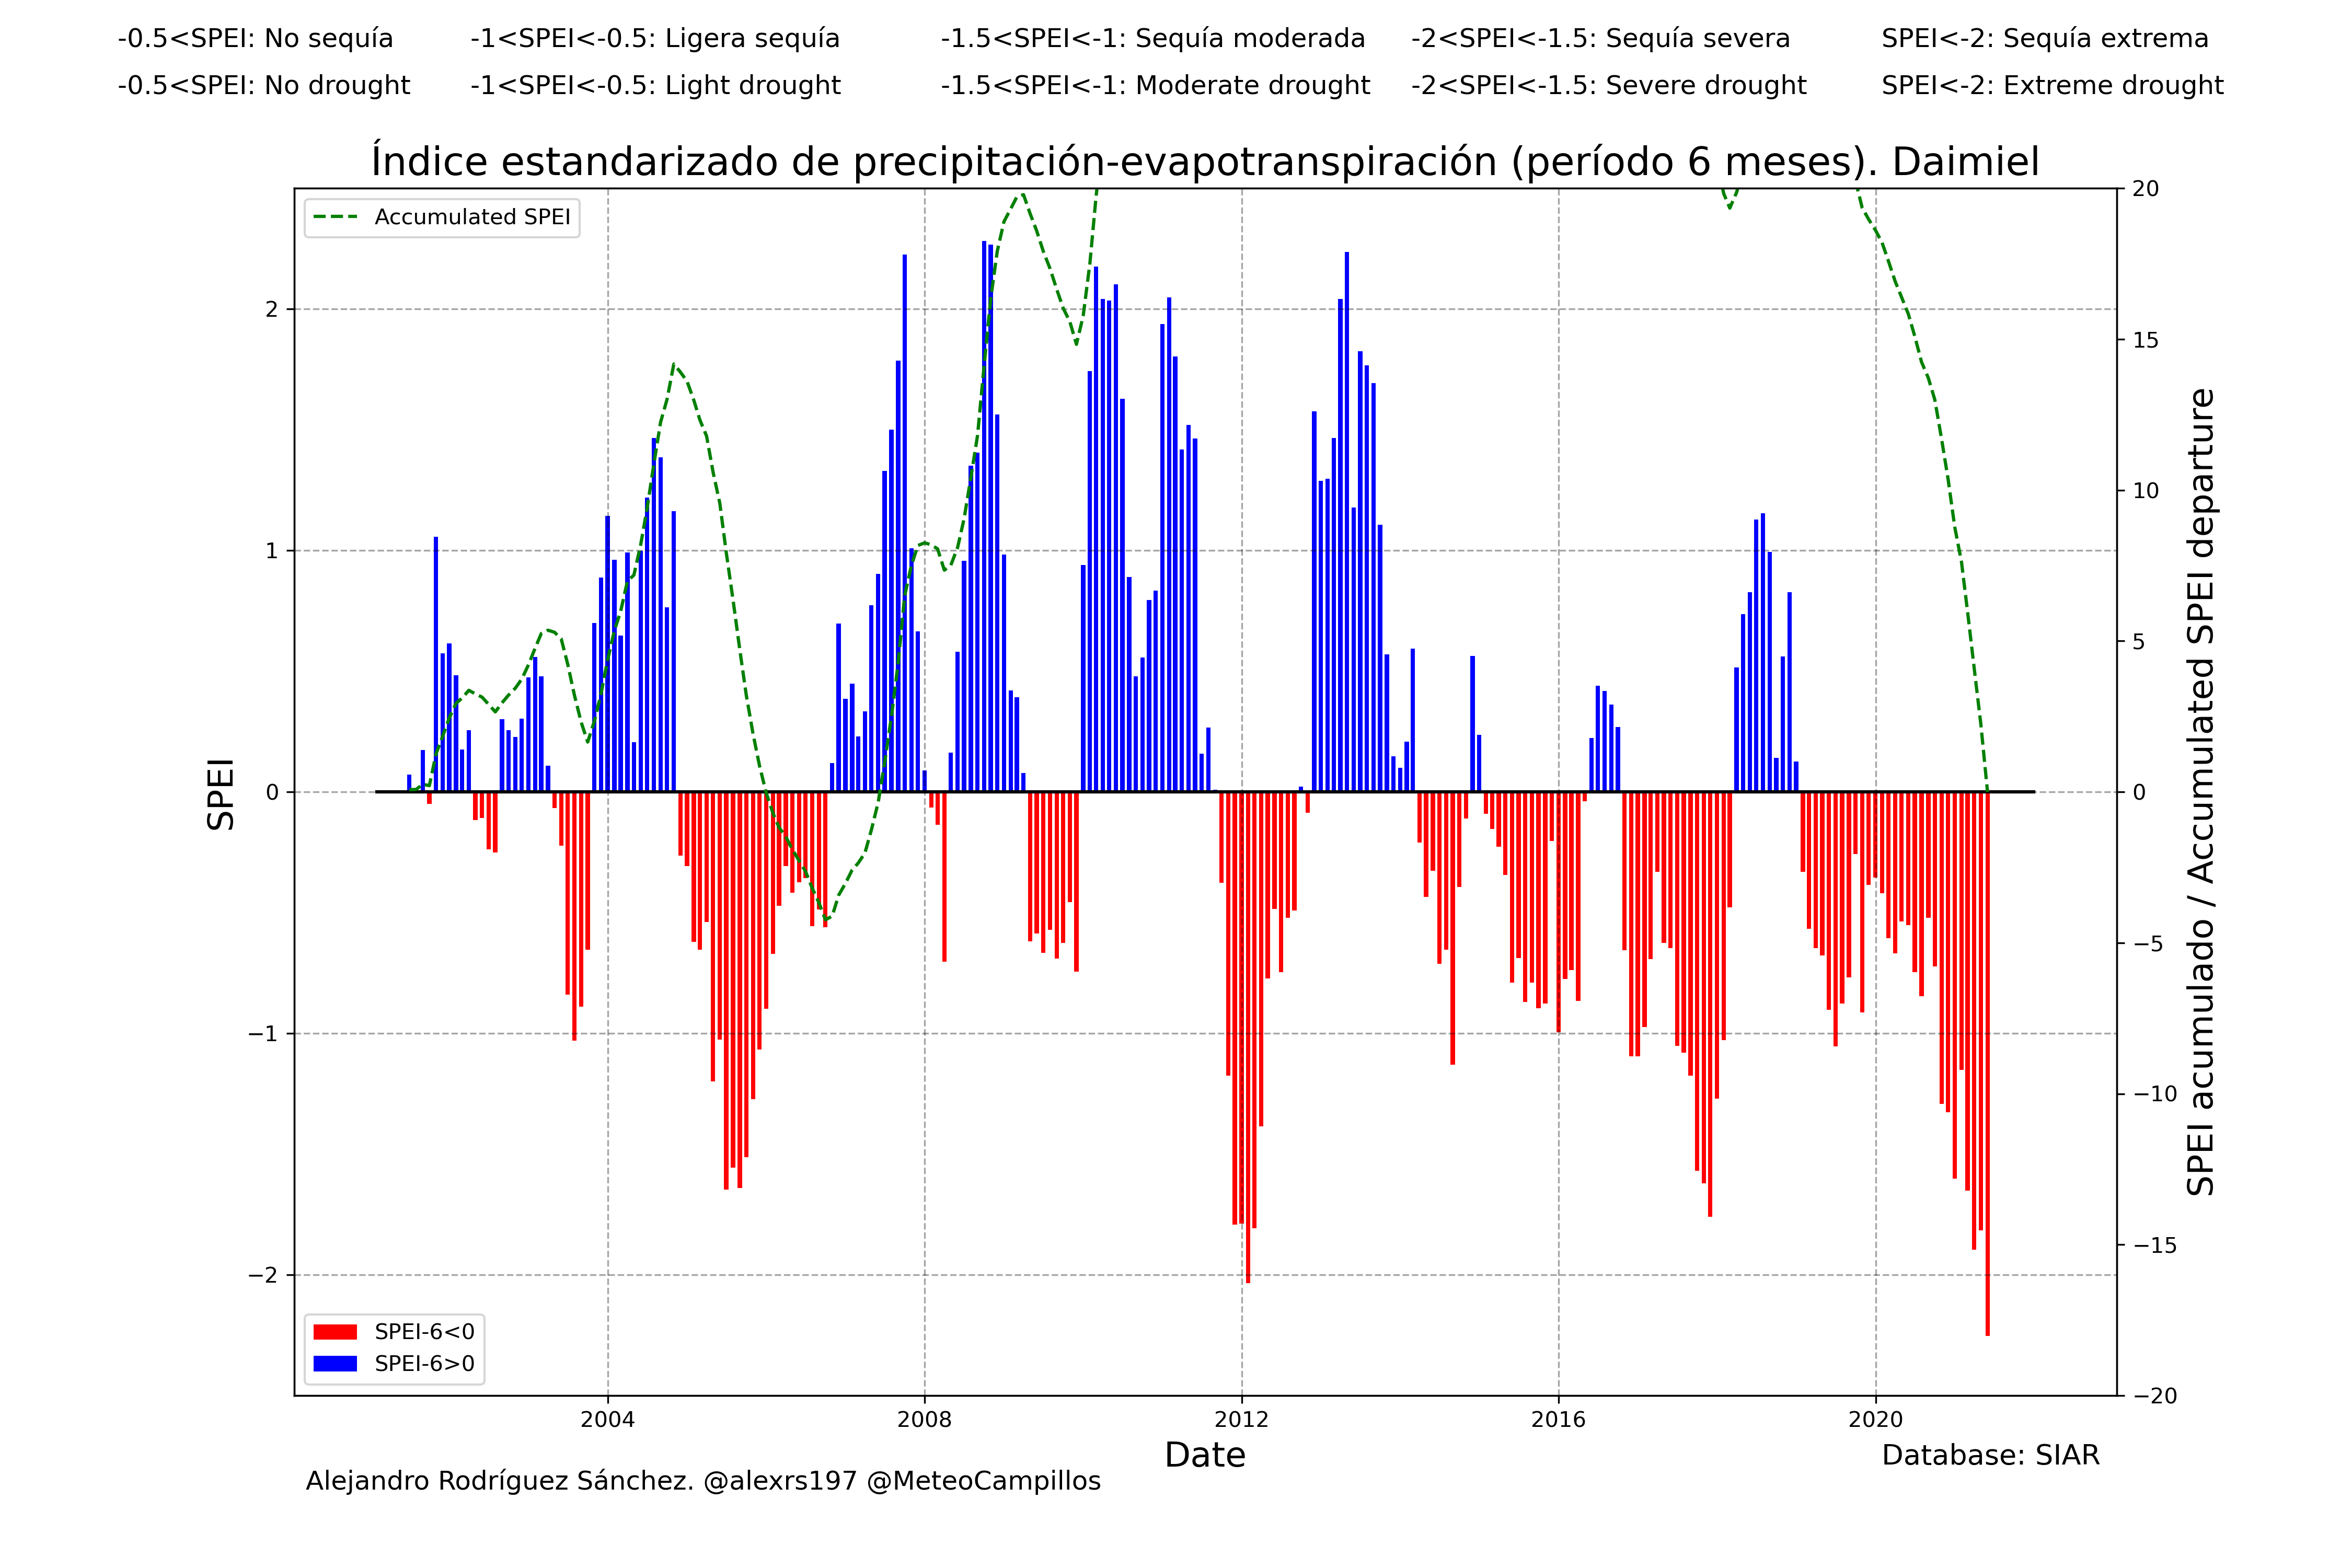 -0.5<SPEI: No sequía -1<SPEI<-0.5: Ligera sequía -1.5<SPEI<-1: Sequía moderada -2<SPEI<-1.5: Sequía severa SPEI<-2: Sequía extrema
-0.5<SPEI: No drought -1<SPEI<-0.5: Light drought -1.5<SPEI<-1: Moderate drought -2<SPEI<-1.5: Severe drought SPEI<-2: Extreme drought
Índice estandarizado de precipitación-evapotranspiración (período 6 meses). Daimiel
Accumulated SPEI
SPEI
2
1
0
−1
−2
20
15
10
5
0
−5
−10
−15
−20
SPEI acumulado / Accumulated SPEI departure
SPEI-6<0
SPEI-6>0
2004 2008 2012 2016 2020
Date
Database: SIAR
Alejandro Rodríguez Sánchez. @alexrs197 @MeteoCampillos